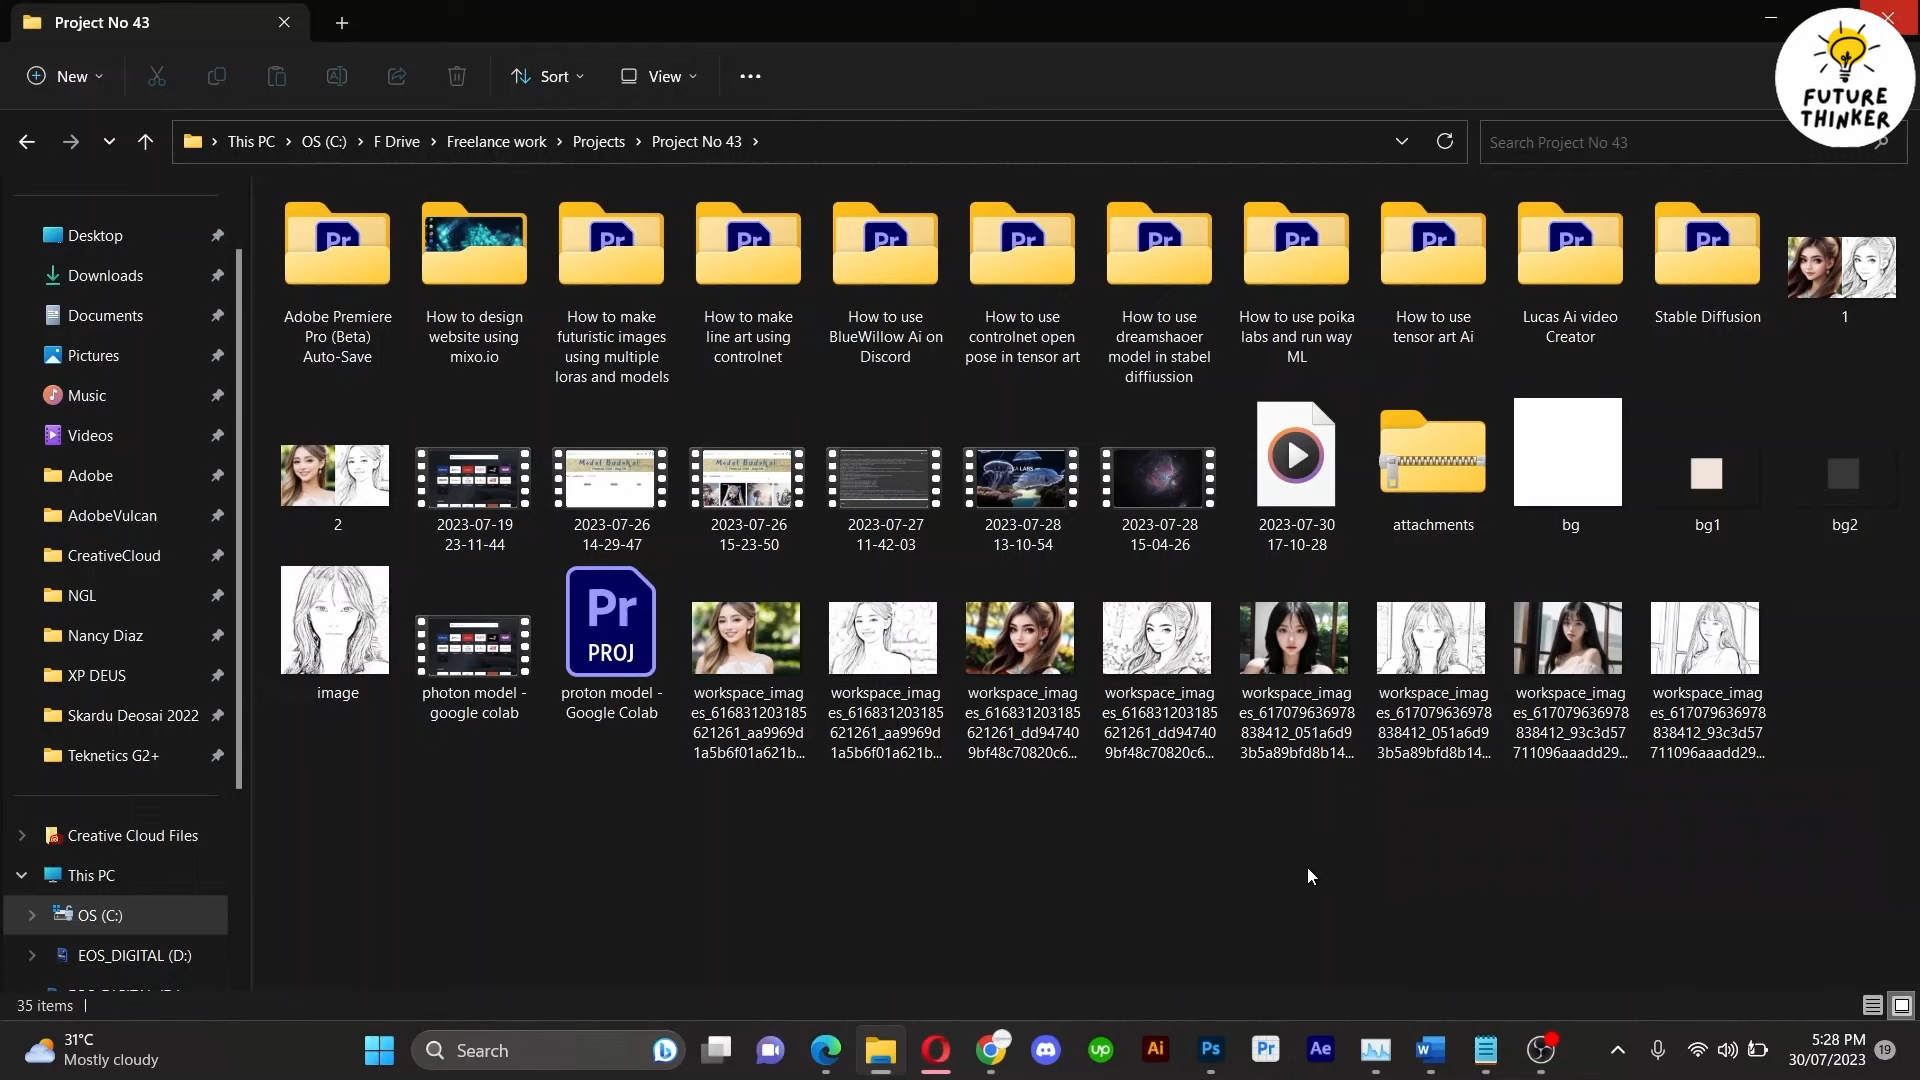 Project No 43
New
Sort
View
FUTURE
THINKER
This PC
OS (C:)
F Drive
Freelance work
Projects
Project No 43
Search Project No 43
Desktop
Downloads
Documents
Pictures
Music
Videos
Adobe
AdobeVulcan
CreativeCloud
NGL
Nancy Diaz
XP DEUS
Skardu Deosai 2022
Teknetics G2+
Creative Cloud Files
This PC
OS (C:)
EOS_DIGITAL (D:)
Adobe Premiere
Pro (Beta)
Auto-Save
How to design
website using
mixo.io
How to make
futuristic images
using multiple
loras and models
How to make
line art using
controlnet
How to use
BlueWillow Ai on
Discord
How to use
controlnet open
pose in tensor art
How to use
dreamshaoer
model in stabel
diffiussion
How to use poika
labs and run way
ML
How to use
tensor art Ai
Lucas Ai video
Creator
Stable Diffusion
1
2
2023-07-19
23-11-44
2023-07-26
14-29-47
2023-07-26
15-23-50
2023-07-27
11-42-03
2023-07-28
13-10-54
2023-07-28
15-04-26
2023-07-30
17-10-28
attachments
bg
bg1
bg2
image
photon model -
google colab
Pr
PROJ
proton model -
Google Colab
workspace_imag
es_616831203185
621261_aa9969d
1a5b6f01a621b...
workspace_imag
es_616831203185
621261_aa9969d
1a5b6f01a621b...
workspace_imag
es_616831203185
621261_dd94740
9bf48c70820c6...
workspace_imag
es_616831203185
621261_dd94740
9bf48c70820c6...
workspace_imag
es_617079636978
838412_051a6d9
3b5a89bfd8b14...
workspace_imag
es_617079636978
838412_051a6d9
3b5a89bfd8b14...
workspace_imag
es_617079636978
838412_93c3d57
711096aaadd29...
workspace_imag
es_617079636978
838412_93c3d57
711096aaadd29...
35 items
31°C
Mostly cloudy
Search
up
Ai
Ps
Pr
Ae
5:28 PM
30/07/2023
19